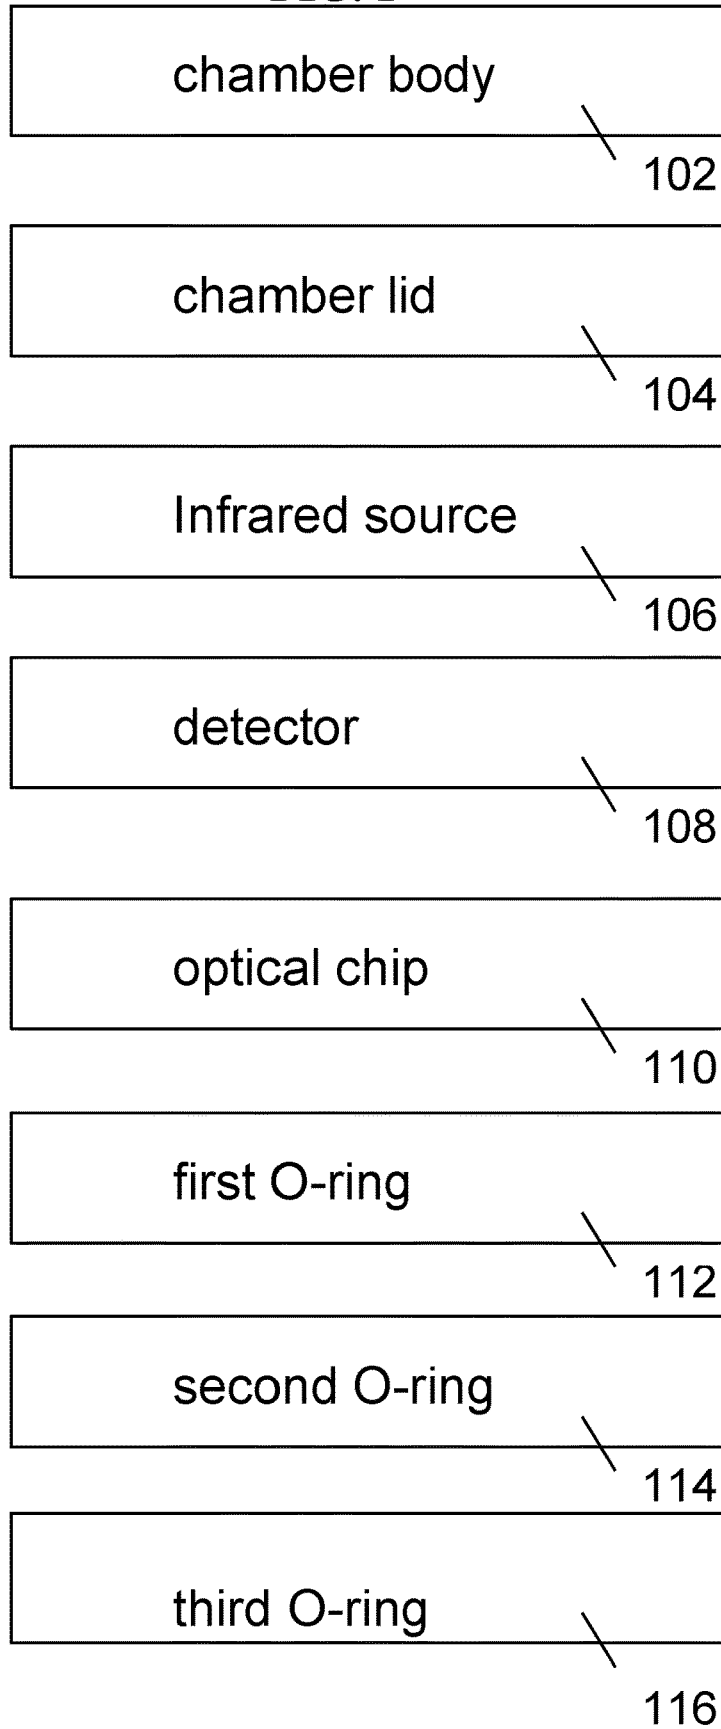 chamber body
102
chamber lid
104
Infrared source
106
detector
108
optical chip
110
first O-ring
112
second O-ring
114
third O-ring
116